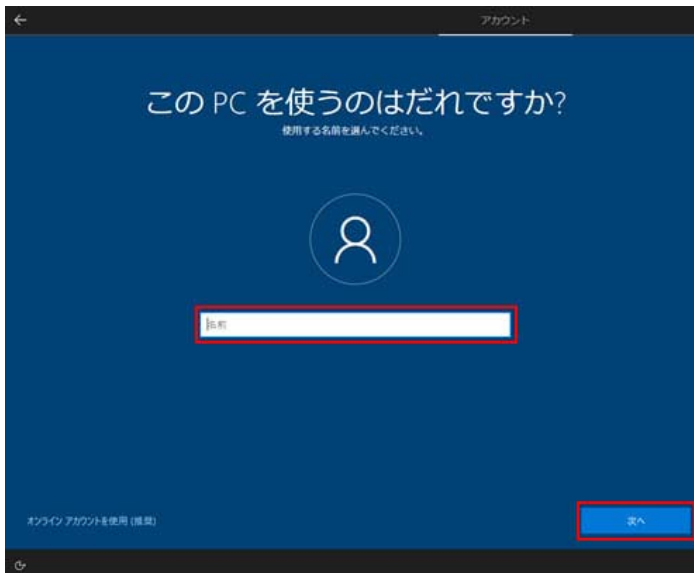 アカウント
この PC を使うのはだれですか?
使用する名前を選んでください。
名前
オンライン アカウントを使用 (推奨)
次へ